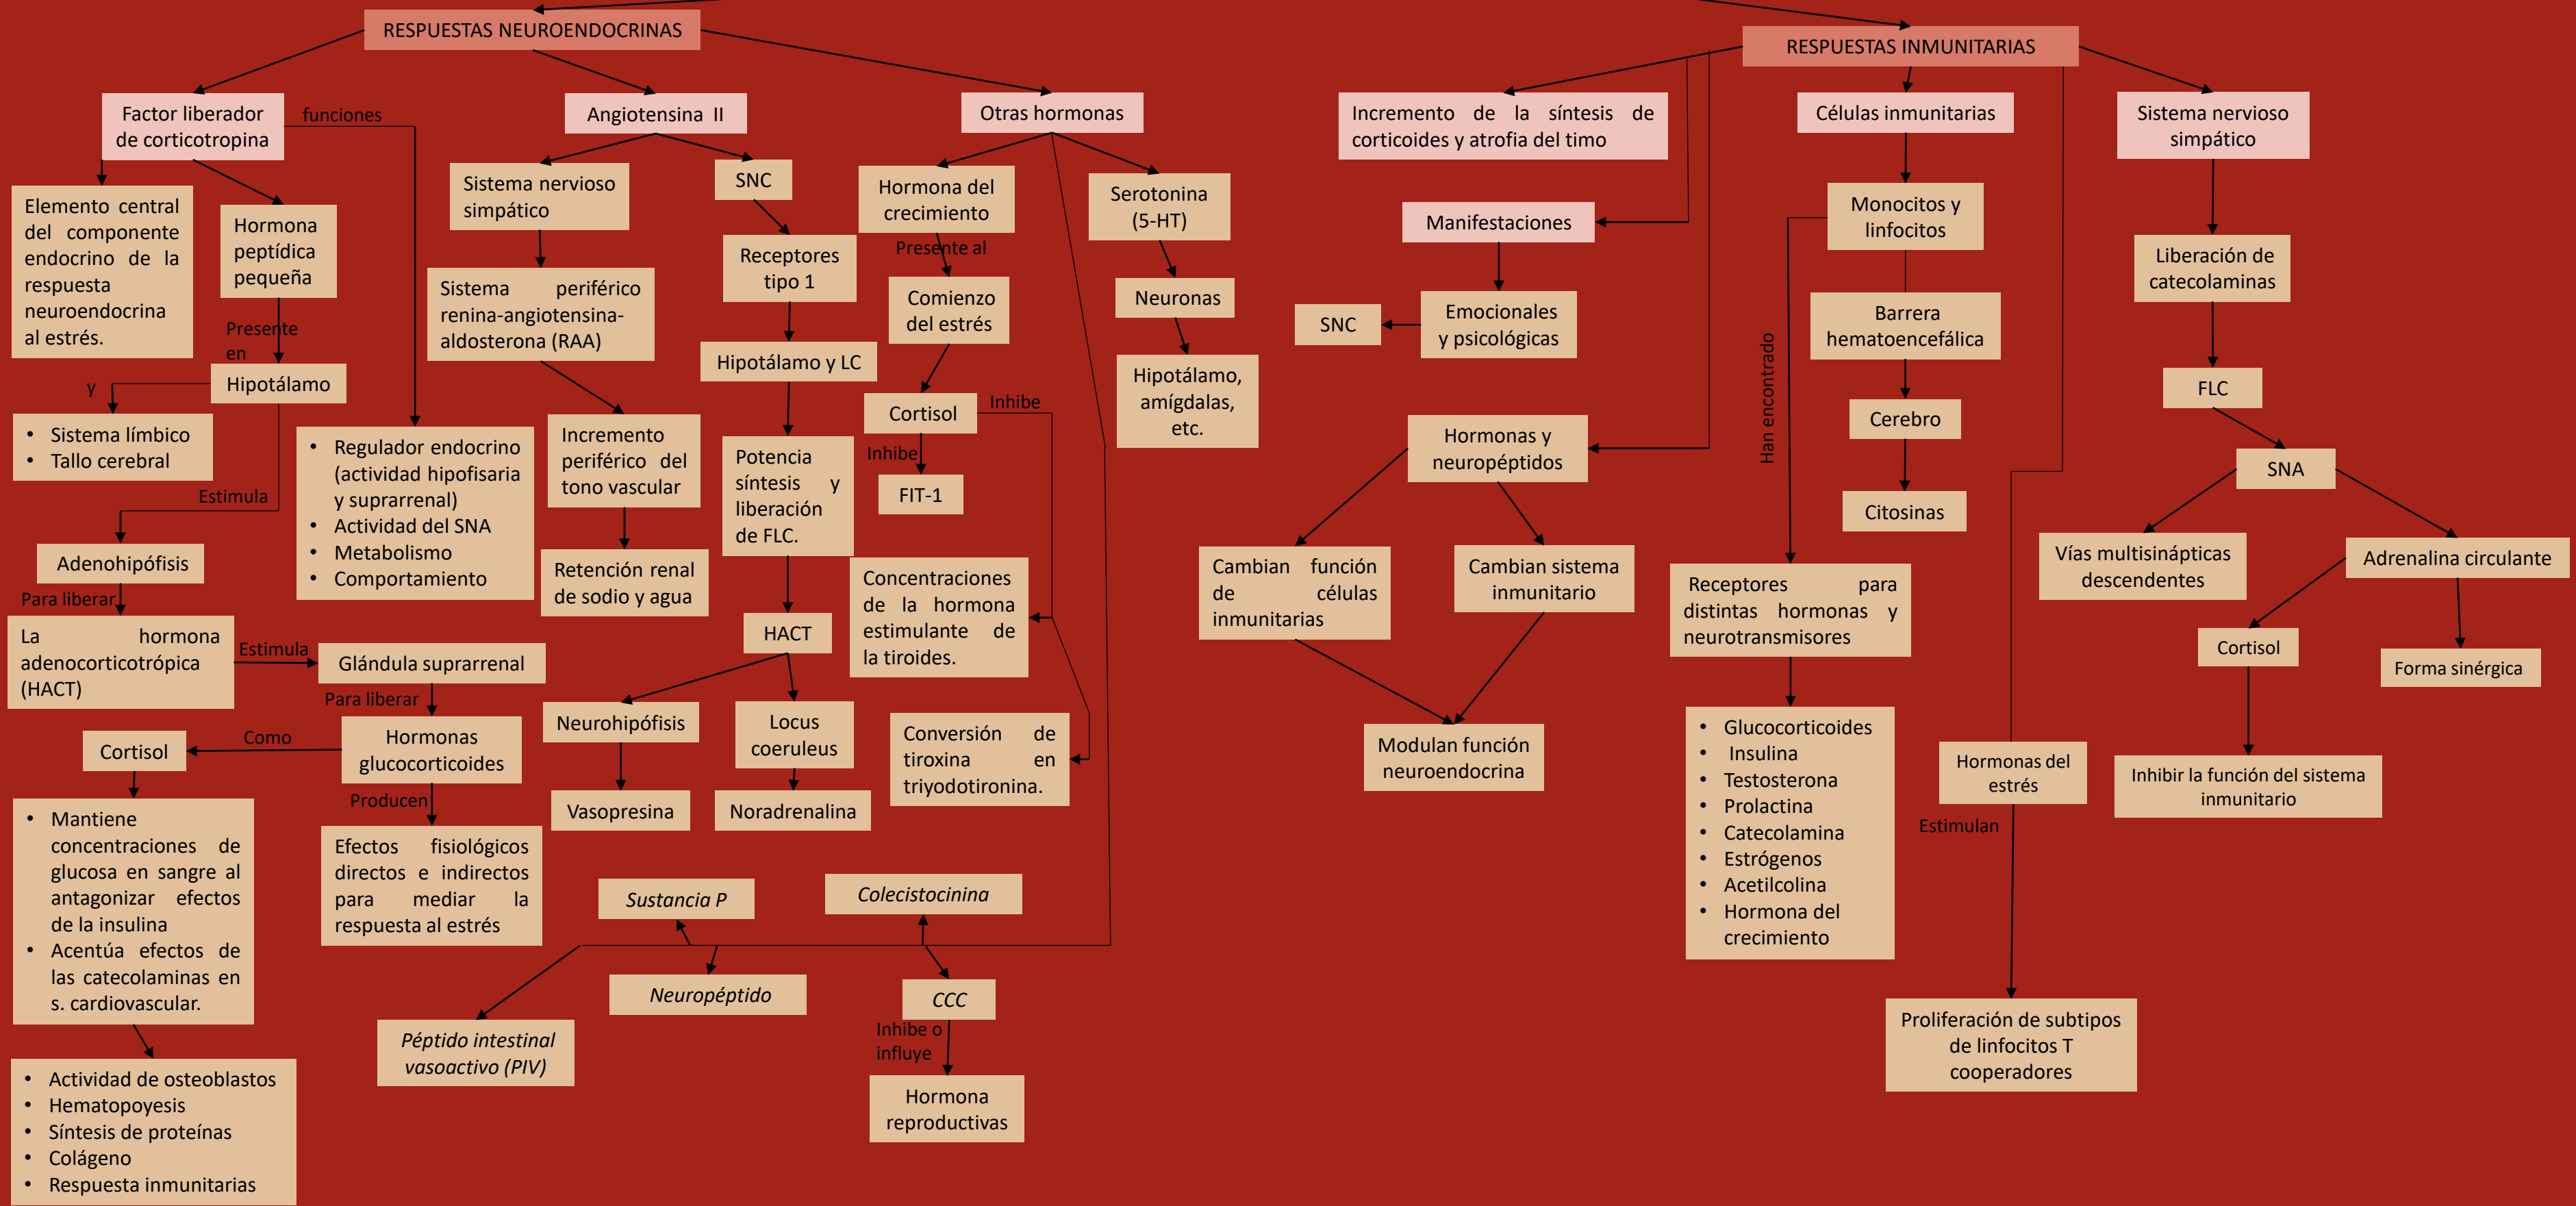 RESPUESTAS NEUROENDOCRINAS
Factor liberador
de corticotropina
funciones
Elemento central
del componente
endocrino de la
respuesta
neuroendocrina
al estrés.
Hormona
peptídica
pequeña
Presente
en
Hipotálamo
y
• Sistema límbico
• Tallo cerebral
Estimula
Adenohipófisis
Para liberar
La hormona
adenocorticotrópica
(HACT)
Estimula
Glándula suprarrenal
Para liberar
Hormonas
glucocorticoides
Como
Cortisol
Producen
Efectos fisiológicos
directos e indirectos
para mediar la
respuesta al estrés
• Mantiene
concentraciones de
glucosa en sangre al
antagonizar efectos
de la insulina
• Acentúa efectos de
las catecolaminas en
s. cardiovascular.
• Actividad de osteoblastos
• Hematopoyesis
• Síntesis de proteínas
• Colágeno
• Respuesta inmunitarias
• Regulador endocrino
(actividad hipofisaria
y suprarrenal)
• Actividad del SNA
• Metabolismo
• Comportamiento
Angiotensina II
Sistema nervioso
simpático
Sistema periférico
renina-angiotensina-
aldosterona (RAA)
Incremento
periférico del
tono vascular
Retención renal
de sodio y agua
SNC
Receptores
tipo 1
Hipotálamo y LC
Potencia
síntesis y
liberación
de FLC.
HACT
Neurohipófisis
Vasopresina
Locus
coeruleus
Noradrenalina
Otras hormonas
Hormona del
crecimiento
Presente al
Comienzo
del estrés
Cortisol
Inhibe
Inhibe
FIT-1
Concentraciones
de la hormona
estimulante de
la tiroides.
Conversión de
tiroxina en
triyodotironina.
Serotonina
(5-HT)
Neuronas
Hipotálamo,
amígdalas,
etc.
Sustancia P
Colecistocinina
Neuropéptido
CCC
Péptido intestinal
vasoactivo (PIV)
Inhibe o
influye
Hormona
reproductivas
RESPUESTAS INMUNITARIAS
Incremento de la síntesis de
corticoides y atrofia del timo
Manifestaciones
Emocionales
y psicológicas
SNC
Hormonas y
neuropéptidos
Cambian función
de células
inmunitarias
Cambian sistema
inmunitario
Modulan función
neuroendocrina
Células inmunitarias
Monocitos y
linfocitos
Barrera
hematoencefálica
Cerebro
Citosinas
Han encontrado
Receptores para
distintas hormonas y
neurotransmisores
• Glucocorticoides
• Insulina
• Testosterona
• Prolactina
• Catecolamina
• Estrógenos
• Acetilcolina
• Hormona del
crecimiento
Hormonas del
estrés
Estimulan
Proliferación de subtipos
de linfocitos T
cooperadores
Sistema nervioso
simpático
Liberación de
catecolaminas
FLC
SNA
Vías multisinápticas
descendentes
Adrenalina circulante
Cortisol
Forma sinérgica
Inhibir la función del sistema
inmunitario